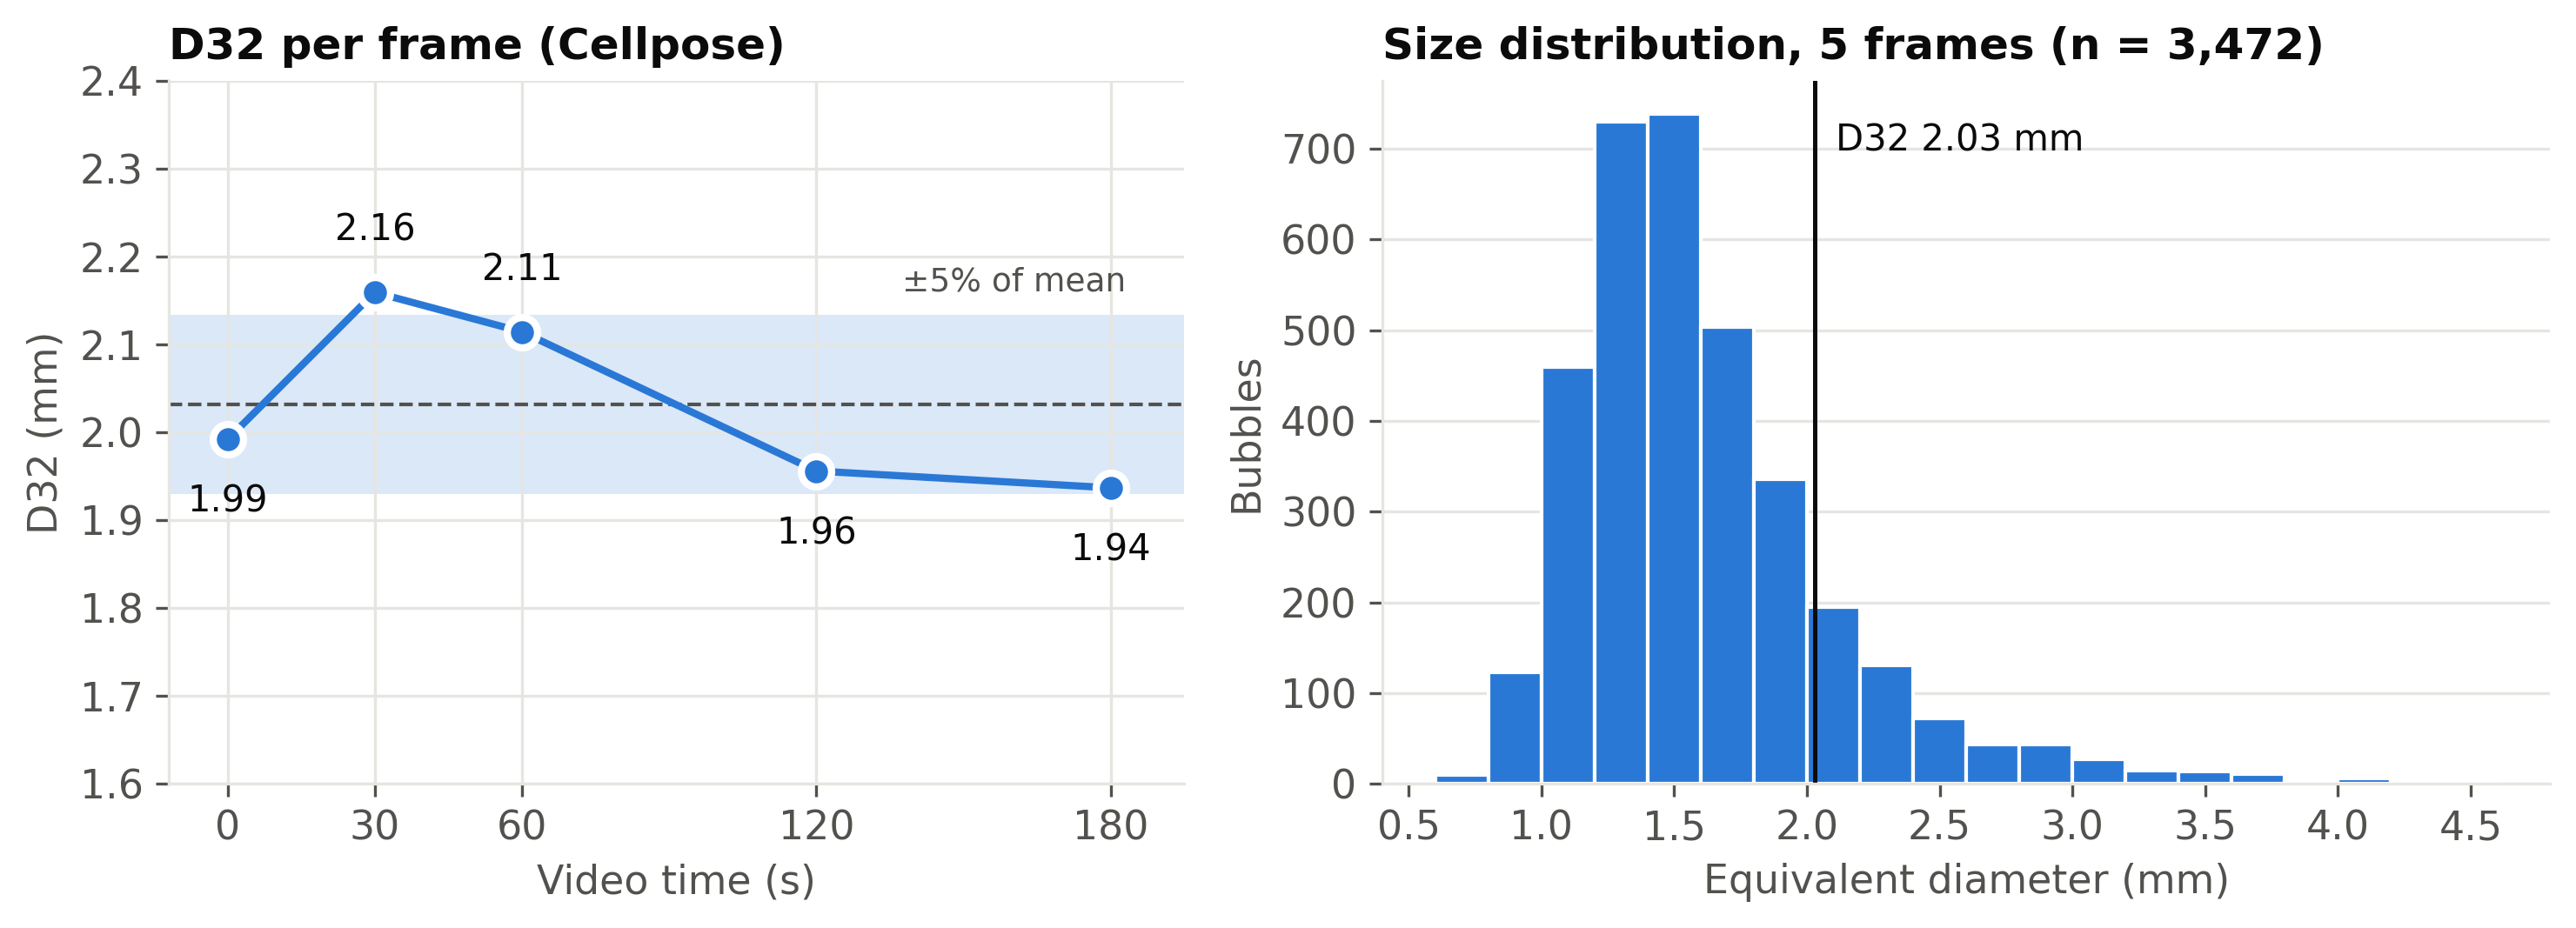 D32 per frame (Cellpose)
2.4
2.3
2.2
2.1
2.0
1.9
1.8
1.7
1.6
D32 (mm)
2.16
2.11
±5% of mean
1.99
1.96
1.94
0 30 60 120 180
Video time (s)
Size distribution, 5 frames (n = 3,472)
D32 2.03 mm
700
600
500
400
300
200
100
0
Bubbles
0.5 1.0 1.5 2.0 2.5 3.0 3.5 4.0 4.5
Equivalent diameter (mm)